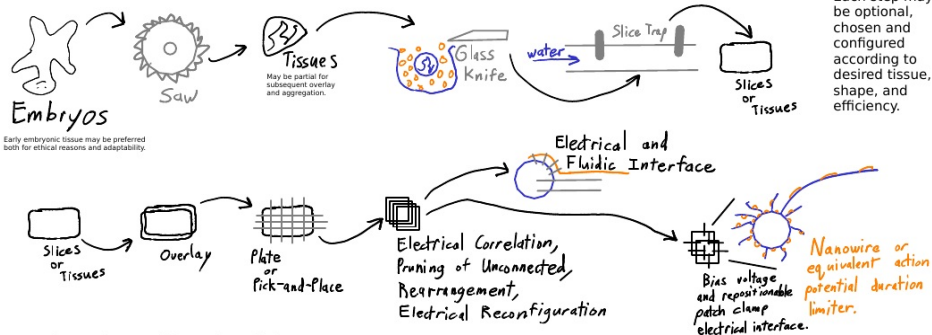 Embryos
Early embryonic tissue may be preferred
both for ethical reasons and adaptability.
Saw
Tissues
May be partial for
subsequent overlay
and aggregation.
Glass
Knife
water
Slice Trap
Slices
or
Tissues
be optional,
chosen and
configured
according to
desired tissue,
shape, and
efficiency.
Slices
or
Tissues
Overlay
Plate
or
Pick-and-Place
Electrical Correlation,
Pruning of Unconnected,
Rearrangement,
Electrical Reconfiguration
Electrical and
Fluidic Interface
Bias voltage
and repositionable
patch clamp
electrical interface.
Nanowire or
equivalent action
potential duration
limiter.